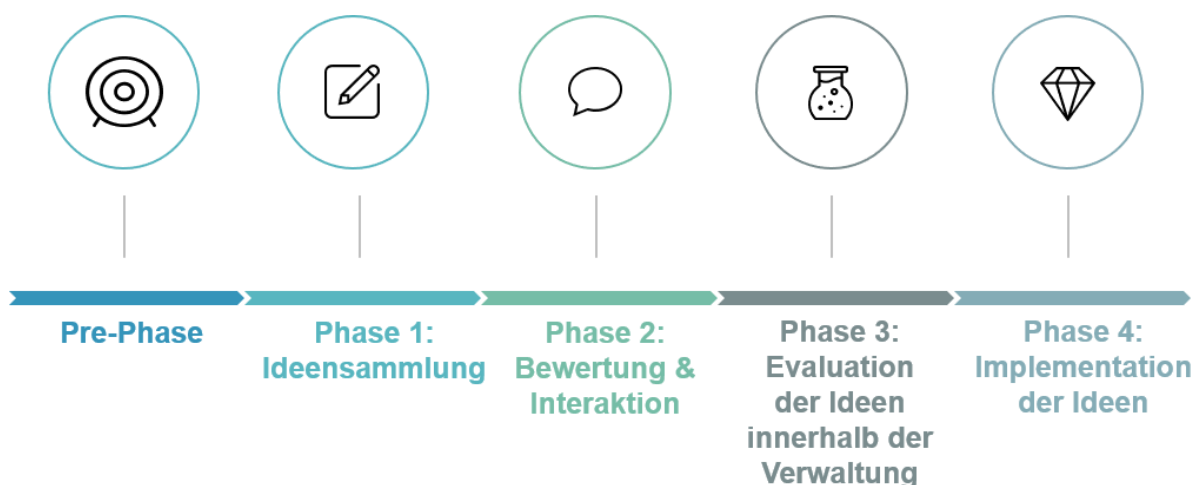 Pre-Phase
Phase 1:
Ideensammlung
Phase 2:
Bewertung &
Interaktion
Phase 3:
Evaluation
der Ideen
innerhalb der
Verwaltung
Phase 4:
Implementation
der Ideen